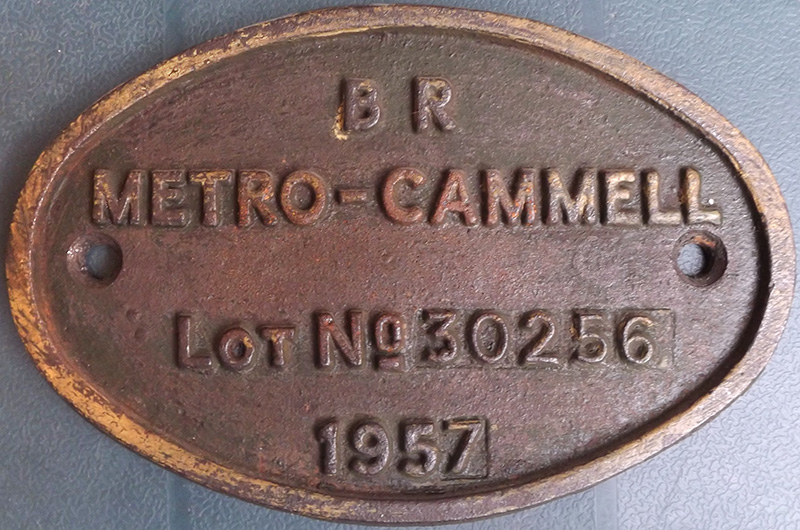 B R
METRO-CAMMELL
LOT Nº 30256
1957